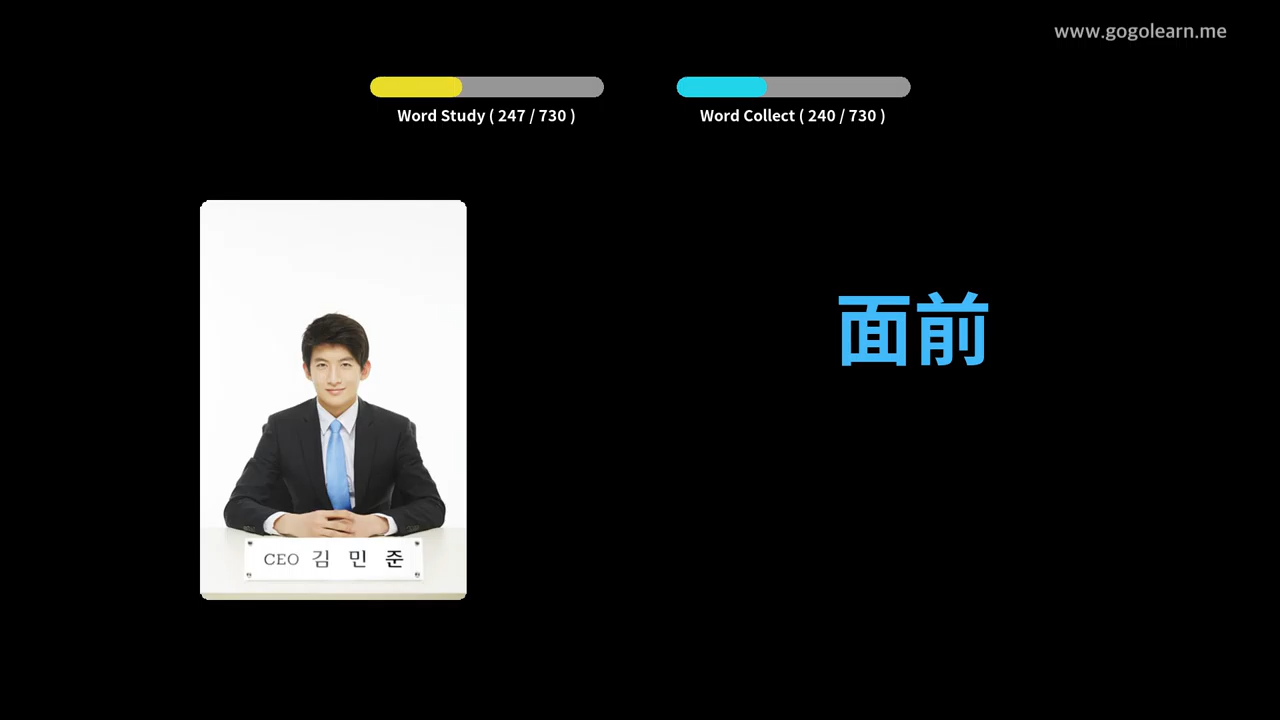 www.gogolearn.me
Word Study ( 247 / 730 )
Word Collect ( 240 / 730 )
面前
CEO 김 민 준